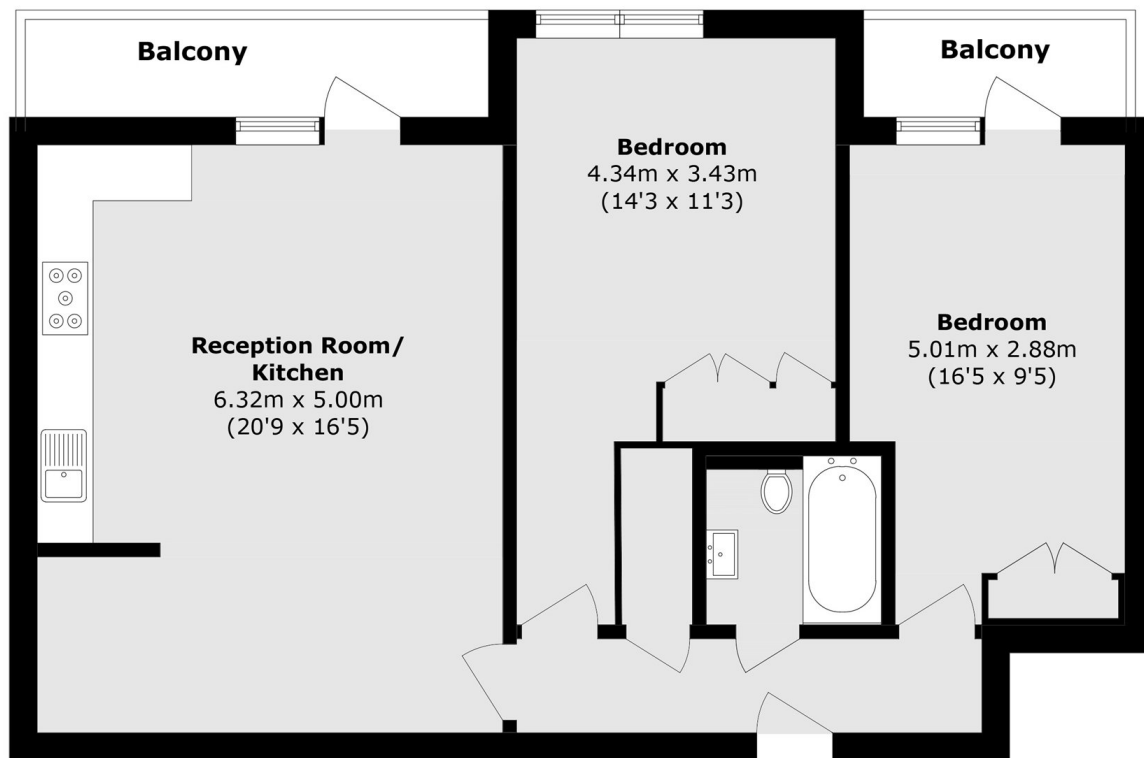 Balcony
Balcony
Bedroom
4.34m x 3.43m
(14'3 x 11'3)
Bedroom
5.01m x 2.88m
(16'5 x 9'5)
Reception Room/
Kitchen
6.32m x 5.00m
(20'9 x 16'5)